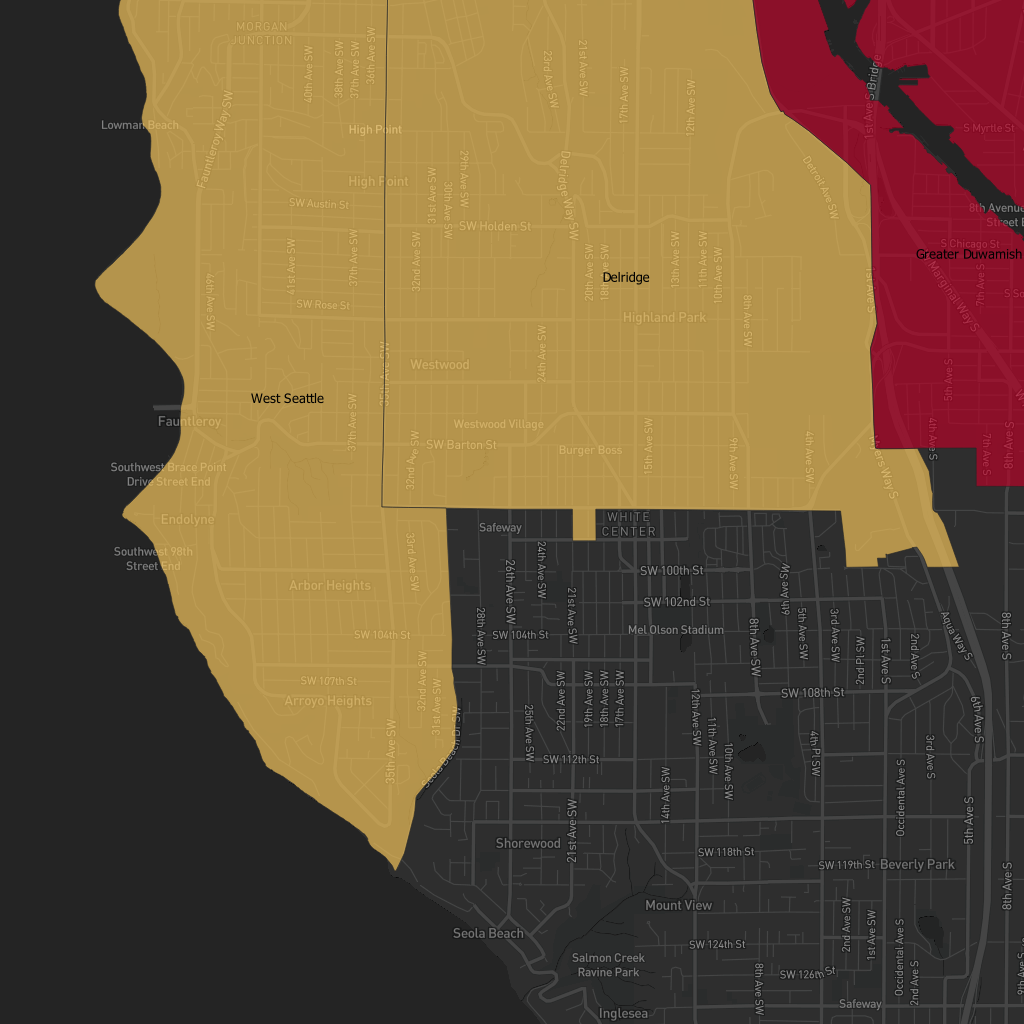 MORGAN
JUNCTION
40th Ave SW
38th Ave SW
37th Ave SW
36th Ave SW
23rd Ave SW
21st Ave SW
17th Ave SW
12th Ave SW
1st Ave S Bridge
Lowman Beach
Fauntleroy Way SW
High Point
S Myrtle St
High Point
29th Ave SW
31st Ave SW
30th Ave SW
Delridge Way SW
Detroit Ave SW
SW Austin St
8th Avenue
Street E
SW Holden St
41st Ave SW
37th Ave SW
32nd Ave SW
20th Ave SW
18th Ave SW
13th Ave SW
11th Ave SW
10th Ave SW
S Chicago St
Greater Duwamish
Delridge
46th Ave SW
1st Ave S
Marginal Way S
7th Ave S
SW Rose St
Highland Park
8th Ave SW
24th Ave SW
35th Ave SW
Westwood
5th Ave S
West Seattle
Fauntleroy
37th Ave SW
Westwood Village
SW Barton St
Burger Boss
15th Ave SW
9th Ave SW
4th Ave SW
Myers Way S
4th Ave S
7th Ave S
8th Ave S
32nd Ave SW
Southwest Brace Point
Drive Street End
Endolyne
Safeway
WHITE
CENTER
Southwest 98th
Street End
33rd Ave SW
26th Ave SW
24th Ave SW
21st Ave SW
SW 100th St
6th Ave SW
Arbor Heights
SW 102nd St
28th Ave SW
SW 104th St
SW 104th St
Mel Olson Stadium
8th Ave SW
5th Ave SW
3rd Ave SW
2nd Pl SW
1st Ave S
2nd Ave S
Aqua Way S
8th Ave S
SW 107th St
Arroyo Heights
32nd Ave SW
31st Ave SW
22nd Ave SW
19th Ave SW
18th Ave SW
17th Ave SW
SW 108th St
25th Ave SW
12th Ave SW
11th Ave SW
10th Ave SW
4th Pl SW
3rd Ave S
6th Ave S
35th Ave SW
Seola Beach Dr SW
SW 112th St
14th Ave SW
Occidental Ave S
5th Ave S
Shorewood
21st Ave SW
SW 118th St
SW 119th St
Beverly Park
8th Ave S
Mount View
2nd Ave SW
1st Ave SW
Occidental Ave S
Seola Beach
SW 124th St
Salmon Creek
Ravine Park
8th Ave SW
SW 126th St
2nd Ave S
9th Ave S
Safeway
Inglesea